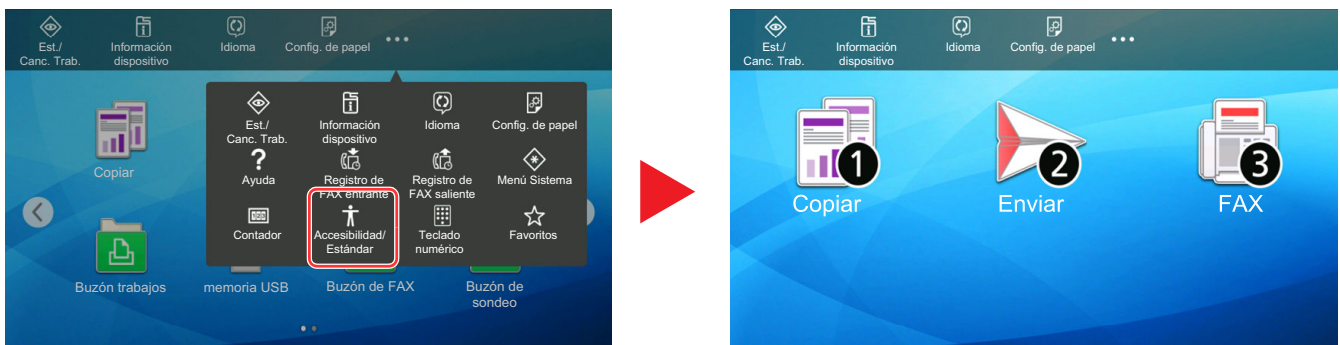 Est./
Canc. Trab.
Información
dispositivo
Idioma
Config. de papel
Est./
Canc. Trab.
Información
dispositivo
Idioma
Config. de papel
Ayuda
Registro de
FAX entrante
Registro de
FAX saliente
Menú Sistema
Contador
Accesibilidad/
Estándar
Teclado
numérico
Favoritos
Copiar
Buzón trabajos
memoria USB
Buzón de FAX
Buzón de
sondeo
Est./
Canc. Trab.
Información
dispositivo
Idioma
Config. de papel
1
2
3
Copiar
Enviar
FAX